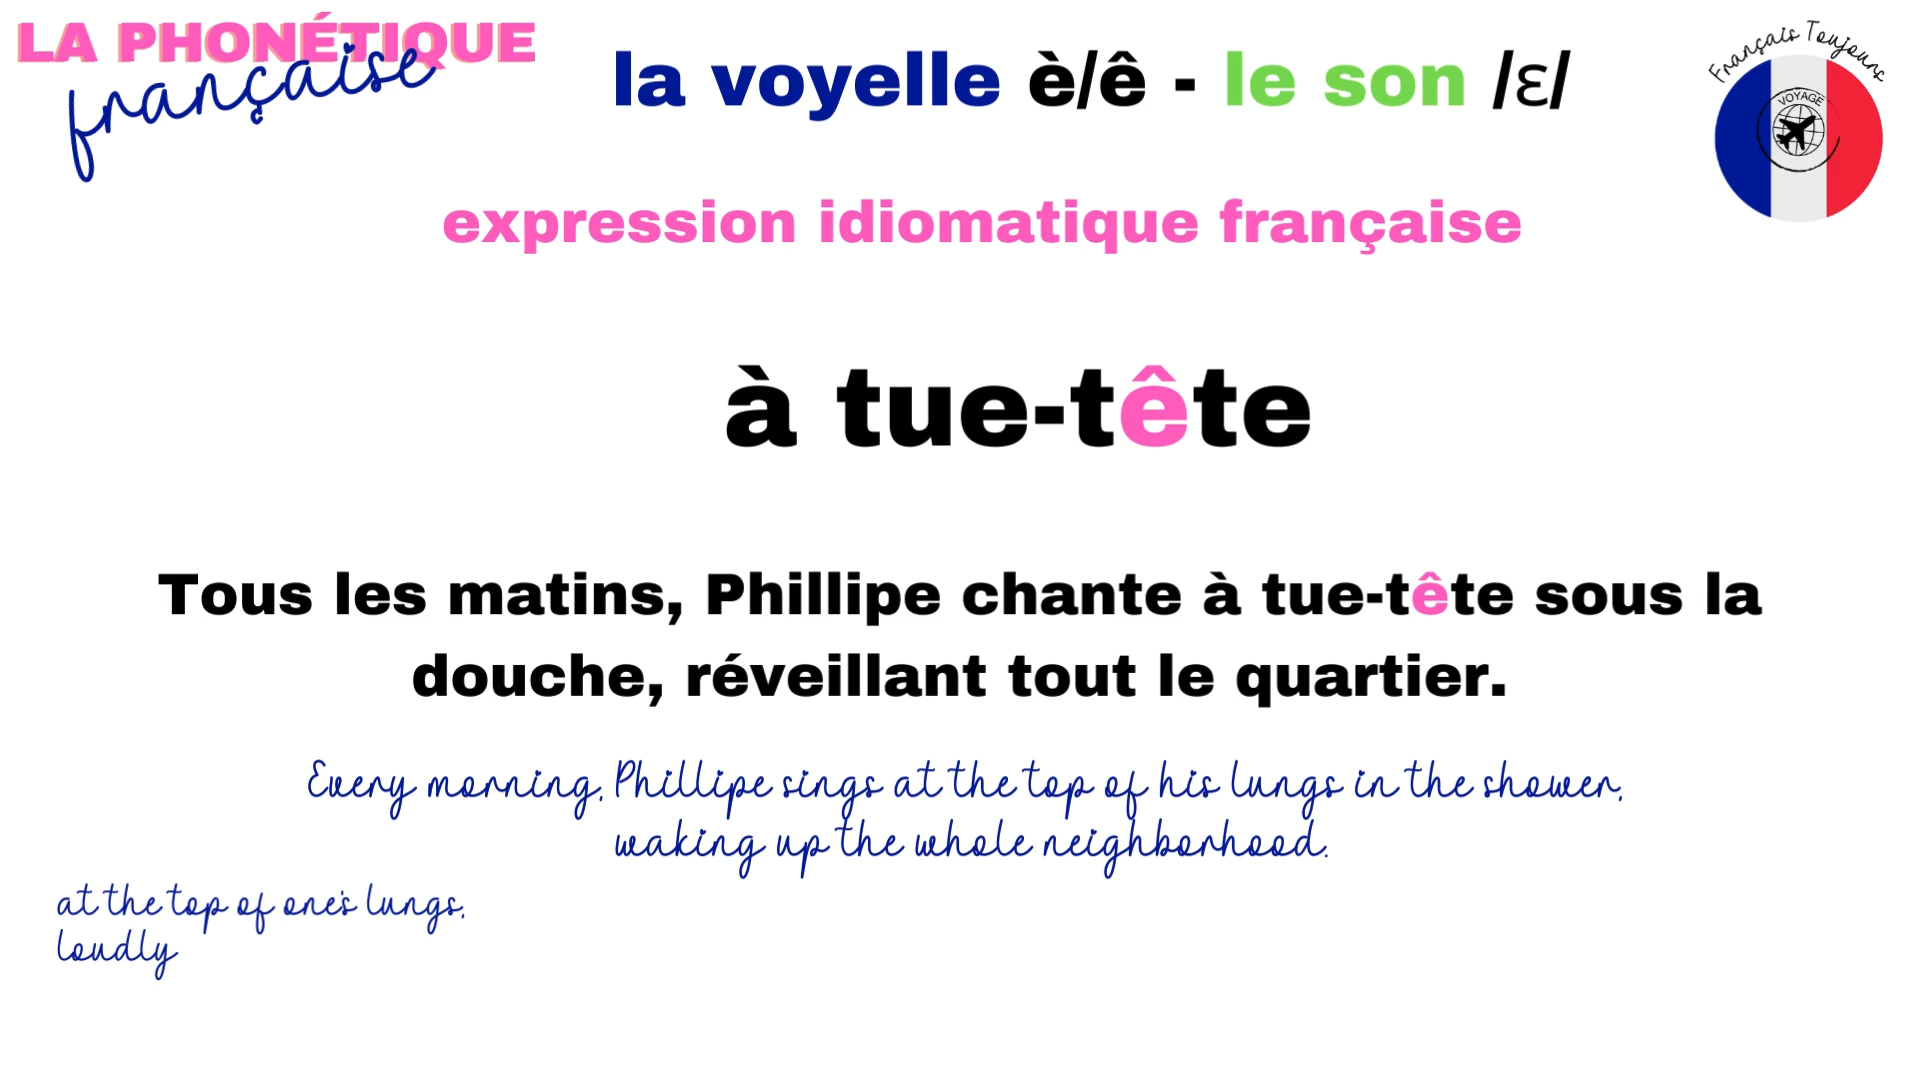 LA PHONÉTIQUE
française
la voyelle è/ê - le son /ɛ/
Français Toujours
VOYAGE
expression idiomatique française
à tue-tête
Tous les matins, Phillipe chante à tue-tête sous la
douche, réveillant tout le quartier.
Every morning, Phillipe sings at the top of his lungs in the shower,
waking up the whole neighborhood.
at the top of one's lungs,
loudly